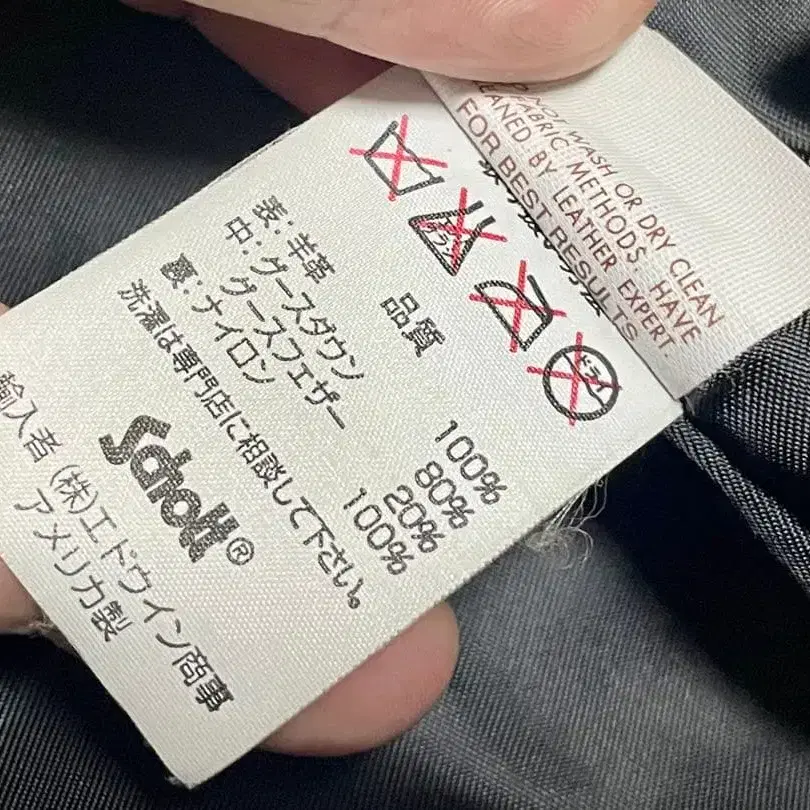 NOT WASH OR DRY CLEAN
FABRIC METHODS. HAVE
CLEANED BY LEATHER EXPERT.
FOR BEST RESULTS.
ドライ
品質
表: 羊革 100%
中: グースダウン 80%
グースフェザー 20%
裏: ナイロン 100%
洗濯は専門店に相談して下さい。
Schott®
輸入者 (株)エドウイン商事
アメリカ製